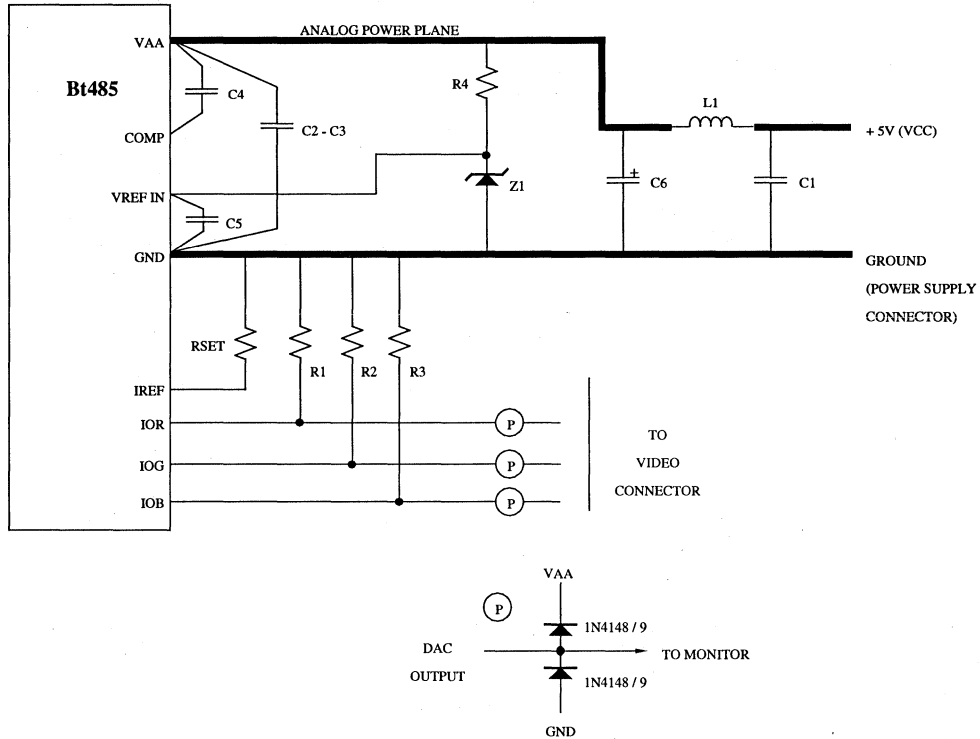 ANALOG POWER PLANE
VAA
Bt485
C4
R4
L1
C2 - C3
+ 5V (VCC)
COMP
+
Z1
C6
C1
VREF IN
C5
GND
GROUND
(POWER SUPPLY
CONNECTOR)
RSET
R1
R2
R3
IREF
IOR
P
TO
IOG
P
VIDEO
CONNECTOR
IOB
P
VAA
P
1N4148 / 9
DAC
OUTPUT
TO MONITOR
1N4148 / 9
GND